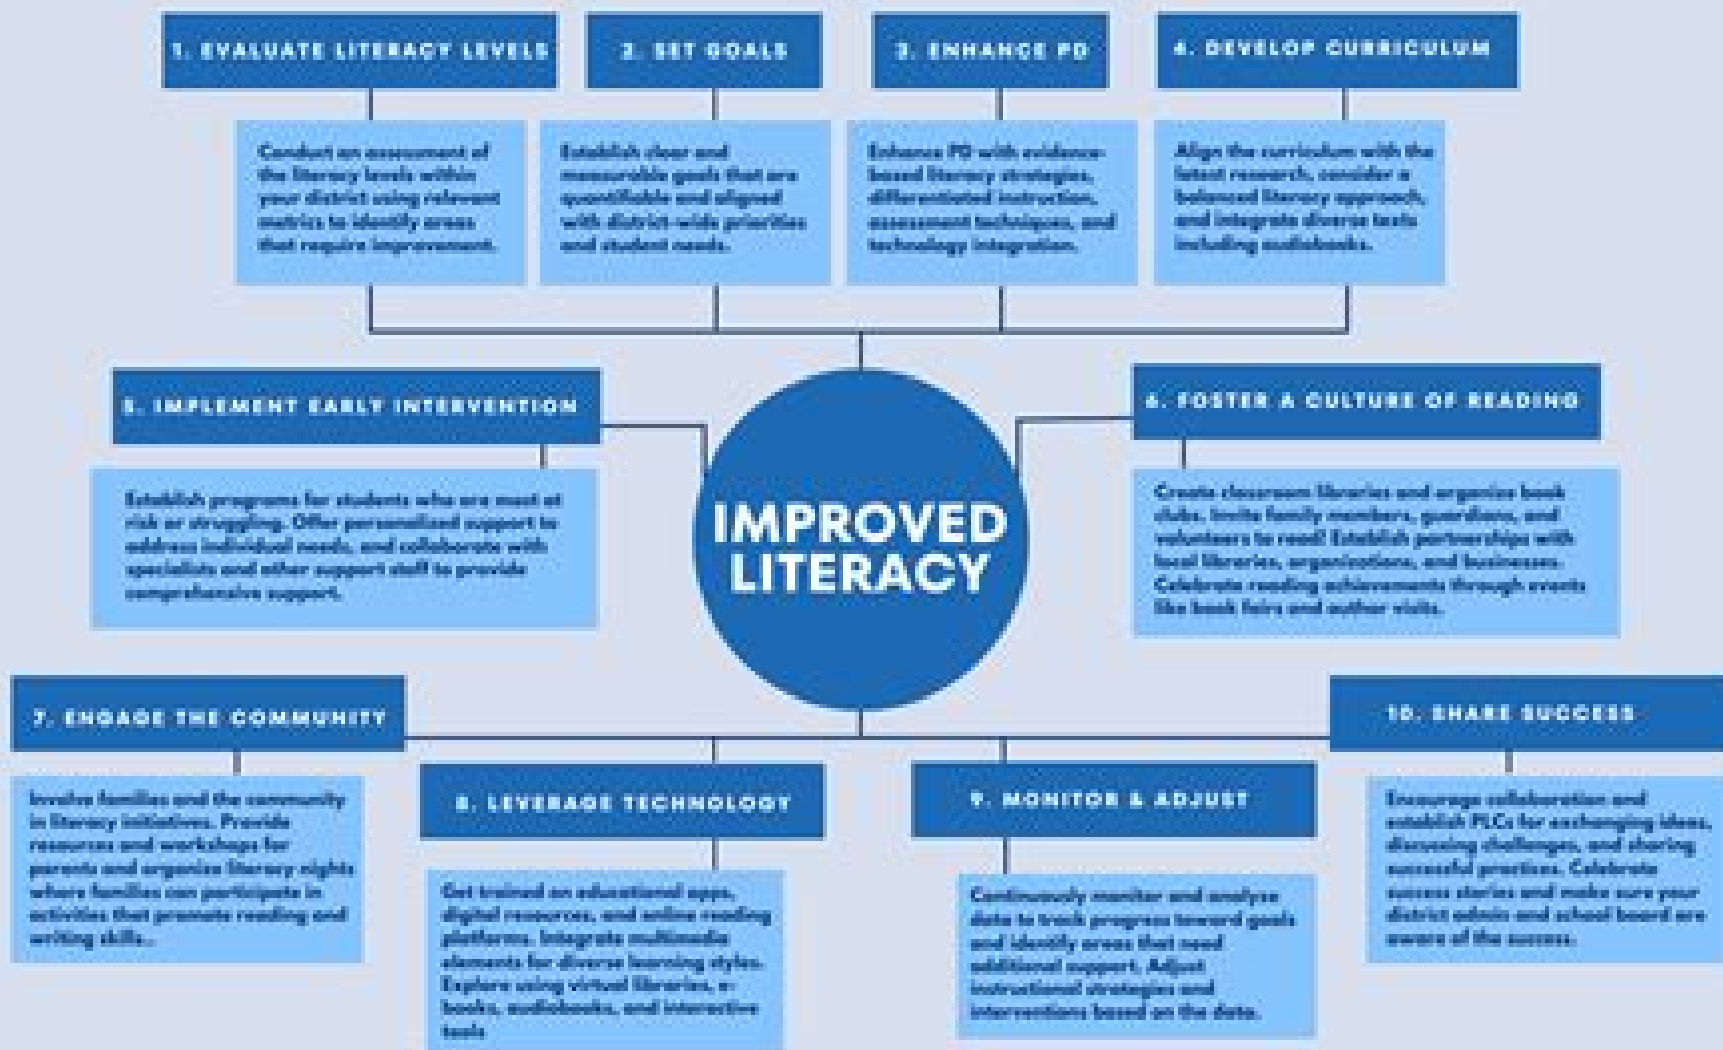 1. EVALUATE LITERACY LEVELS
2. SET GOALS
3. ENHANCE PD
4. DEVELOP CURRICULUM
Conduct an assessment of
the literacy levels within
your district using relevant
metrics to identify areas
that require improvement.
Establish clear and
measurable goals that are
quantifiable and aligned
with district-wide priorities
and student needs.
Enhance PD with evidence-
based literacy strategies,
differentiated instruction,
assessment techniques, and
technology integration.
Align the curriculum with the
latest research, consider a
balanced literacy approach,
and integrate diverse texts
including audiobooks.
5. IMPLEMENT EARLY INTERVENTION
Establish programs for students who are most at
risk or struggling. Offer personalized support to
address individual needs, and collaborate with
specialists and other support staff to provide
comprehensive support.
IMPROVED
LITERACY
6. FOSTER A CULTURE OF READING
Create classroom libraries and organize book
clubs. Invite family members, guardians, and
volunteers to read! Establish partnerships with
local libraries, organizations, and businesses.
Celebrate reading achievements through events
like book fairs and author visits.
7. ENGAGE THE COMMUNITY
Involve families and the community
in literacy initiatives. Provide
resources and workshops for
parents and organize literacy nights
where families can participate in
activities that promote reading and
writing skills..
8. LEVERAGE TECHNOLOGY
Get trained on educational apps,
digital resources, and online reading
platforms. Integrate multimedia
elements for diverse learning styles.
Explore using virtual libraries, e-
books, audiobooks, and interactive
tools
9. MONITOR & ADJUST
Continuously monitor and analyze
data to track progress toward goals
and identify areas that need
additional support. Adjust
instructional strategies and
interventions based on the data.
10. SHARE SUCCESS
Encourage collaboration and
establish PLCs for exchanging ideas,
discussing challenges, and sharing
successful practices. Celebrate
success stories and make sure your
district admin and school board are
aware of the success.